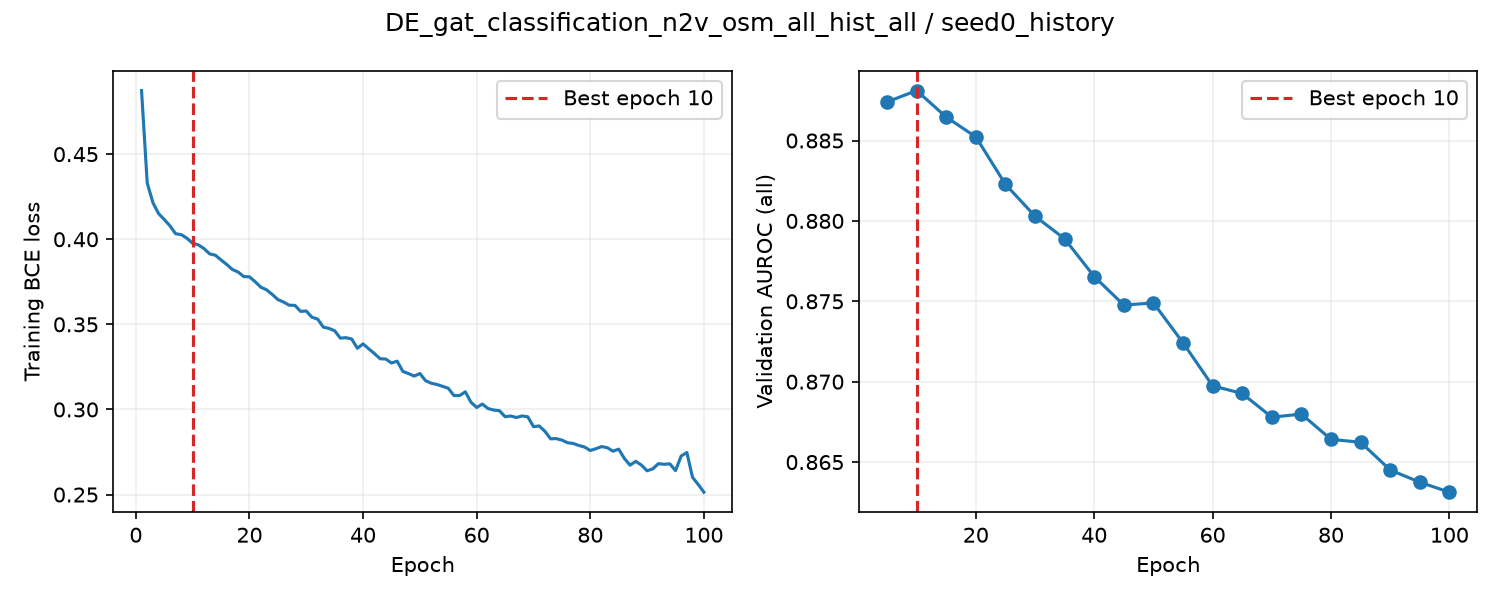 DE_gat_classification_n2v_osm_all_hist_all / seed0_history
Best epoch 10
Training BCE loss
0.45
0.40
0.35
0.30
0.25
0 20 40 60 80 100
Epoch
Best epoch 10
Validation AUROC (all)
0.885
0.880
0.875
0.870
0.865
20 40 60 80 100
Epoch